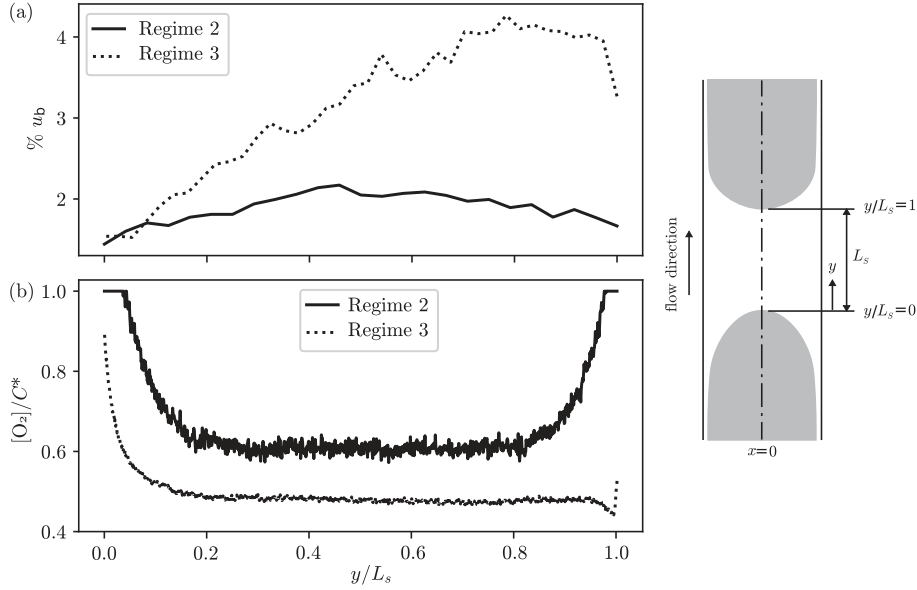 (a)
Regime 2
Regime 3
% u_b
4
3
2
(b)
Regime 2
Regime 3
[O₂]/C*
1.0
0.8
0.6
0.4
0.0 0.2 0.4 0.6 0.8 1.0
y/L_s
flow direction
y/L_S=1
L_S
y
y/L_S=0
x=0